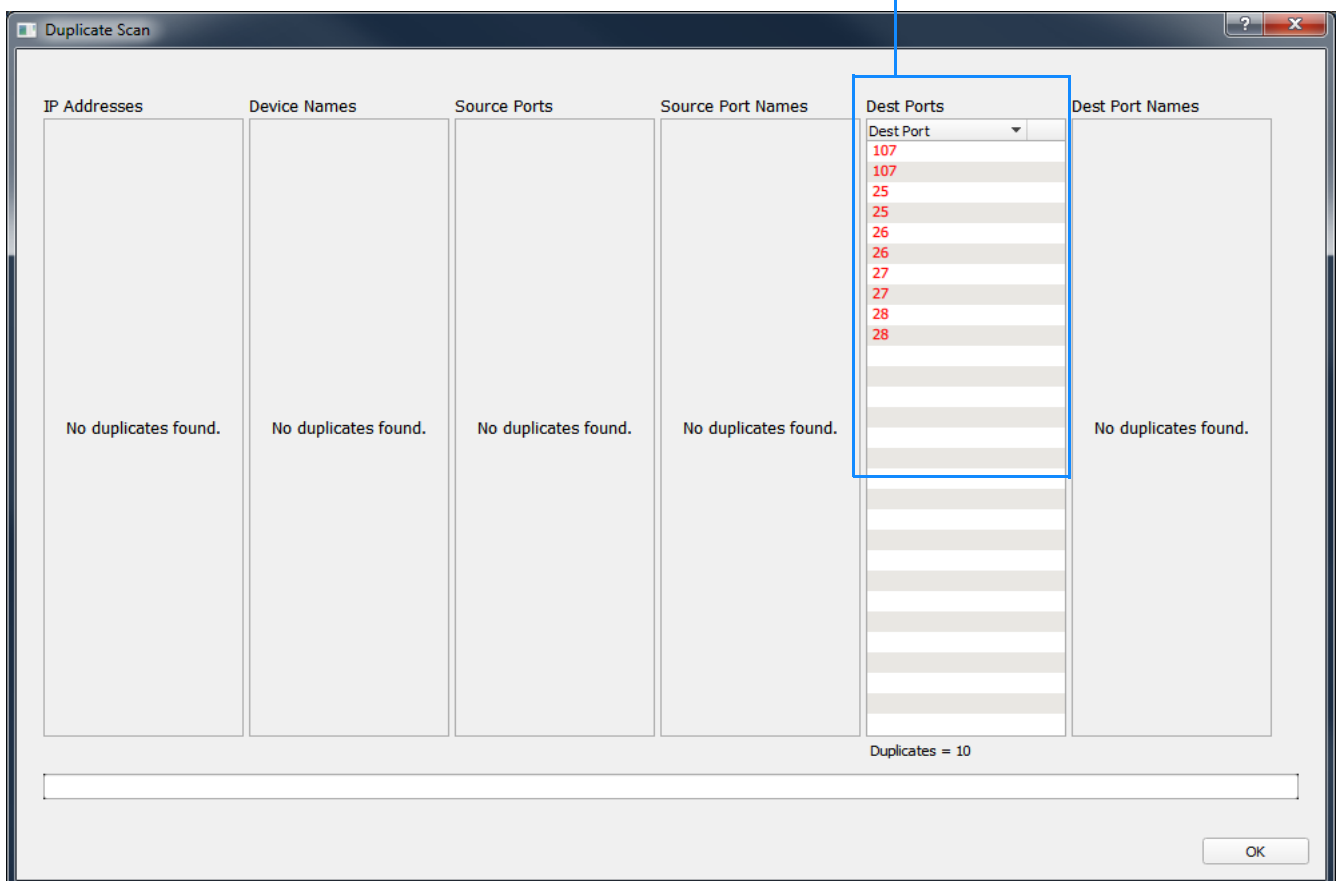 Duplicate Scan
?
x
IP Addresses
Device Names
Source Ports
Source Port Names
Dest Ports
Dest Port Names
Dest Port
107
107
25
25
26
26
27
27
28
28
No duplicates found.
No duplicates found.
No duplicates found.
No duplicates found.
No duplicates found.
Duplicates = 10
OK